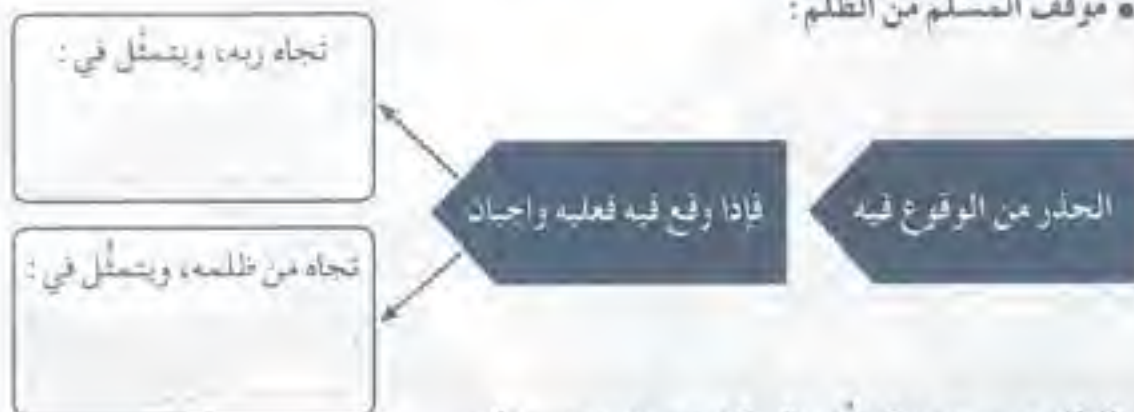 • موقف المسلم من الظلم :
الحذر من الوقوع فيه
فإذا وقع فيه فعليه واجبان
تجاه ربه، ويتمثَّل في :
تجاه من ظلمه، ويتمثَّل في :